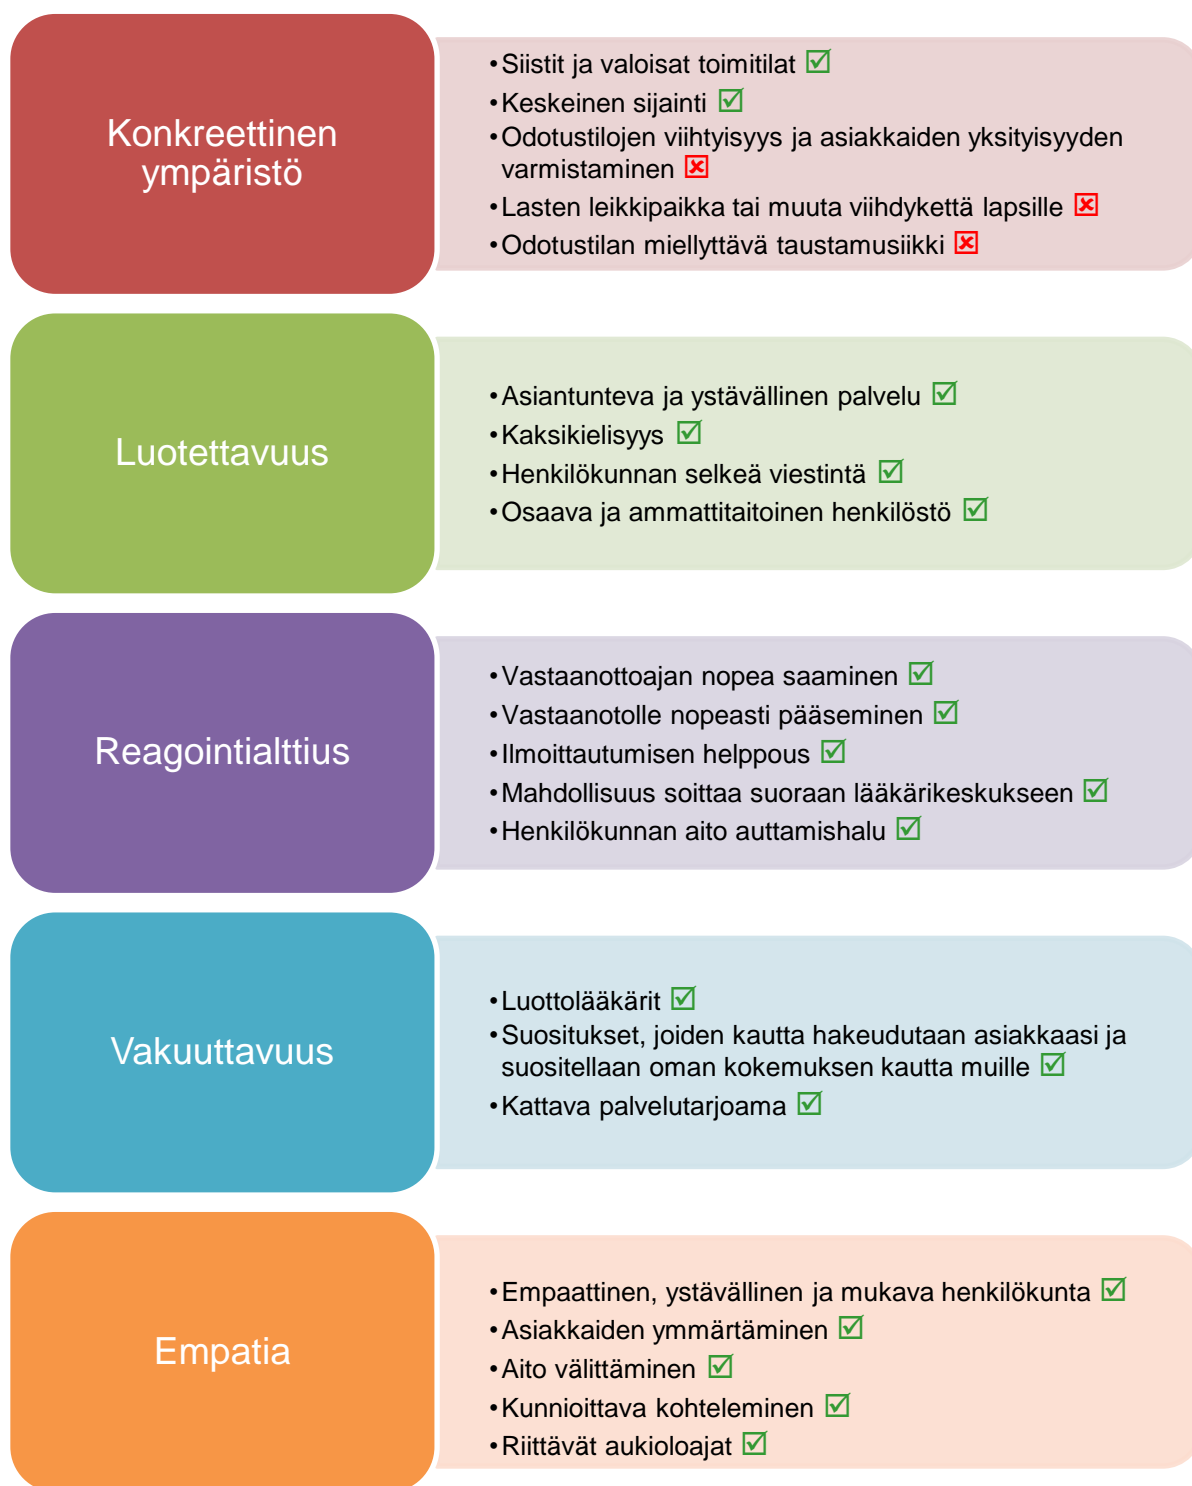 Konkreettinen
ympäristö
•Siistit ja valoisat toimitilat ☑
•Keskeinen sijainti ☑
•Odotustilojen viihtyisyys ja asiakkaiden yksityisyyden
varmistaminen ☒
•Lasten leikkipaikka tai muuta viihdykettä lapsille ☒
•Odotustilan miellyttävä taustamusiikki ☒
Luotettavuus
•Asiantunteva ja ystävällinen palvelu ☑
•Kaksikielisyys ☑
•Henkilökunnan selkeä viestintä ☑
•Osaava ja ammattitaitoinen henkilöstö ☑
Reagointialttius
•Vastaanottoajan nopea saaminen ☑
•Vastaanotolle nopeasti pääseminen ☑
•Ilmoittautumisen helppous ☑
•Mahdollisuus soittaa suoraan lääkärikeskukseen ☑
•Henkilökunnan aito auttamishalu ☑
Vakuuttavuus
•Luottolääkärit ☑
•Suositukset, joiden kautta hakeudutaan asiakkaasi ja
suositellaan oman kokemuksen kautta muille ☑
•Kattava palvelutarjoama ☑
Empatia
•Empaattinen, ystävällinen ja mukava henkilökunta ☑
•Asiakkaiden ymmärtäminen ☑
•Aito välittäminen ☑
•Kunnioittava kohteleminen ☑
•Riittävät aukioloajat ☑